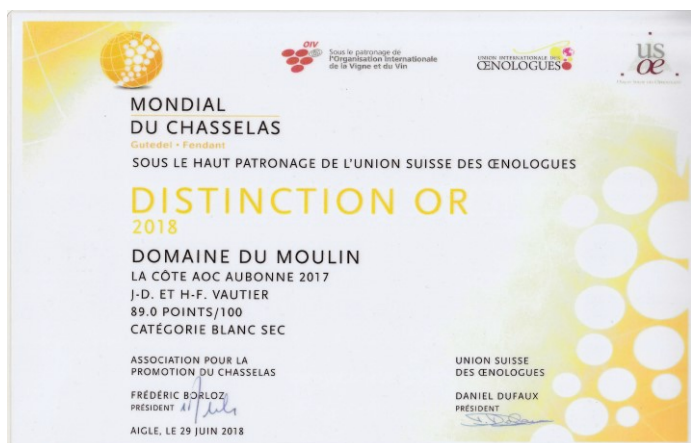 OIV
Sous le patronage de
l'Organisation Internationale
de la Vigne et du Vin
UNION INTERNATIONALE DES
ŒNOLOGUES
us
œ
MONDIAL
DU CHASSELAS
Gutedel • Fendant
SOUS LE HAUT PATRONAGE DE L'UNION SUISSE DES ŒNOLOGUES
DISTINCTION OR
2018
DOMAINE DU MOULIN
LA CÔTE AOC AUBONNE 2017
J-D. ET H-F. VAUTIER
89.0 POINTS/100
CATÉGORIE BLANC SEC
ASSOCIATION POUR LA
PROMOTION DU CHASSELAS
FRÉDÉRIC BORLOZ
PRÉSIDENT
AIGLE, LE 29 JUIN 2018
UNION SUISSE
DES ŒNOLOGUES
DANIEL DUFAUX
PRÉSIDENT